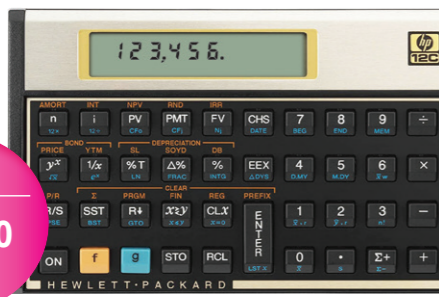 123,456.
hp
12C
AMORT INT NPV RND IRR
n i PV PMT FV CHS 7 8 9 ÷
12× 12÷ CFo CFj Nj DATE BEG END MEM
BOND DEPRECIATION
PRICE YTM SL SOYD DB
yx 1/x %T Δ% % EEX 4 5 6 ×
LN FRAC INTG ΔDYS D.MY M.DY
CLEAR
P/R Σ PRGM FIN REG PREFIX
R/S SST R↓ x≷y CLX ENTER 1 2 3 −
PSE BST GTO x≤y x=0 n!
LST X
0
ON f g STO RCL 0 . Σ+ +
Σ−
HEWLETT·PACKARD